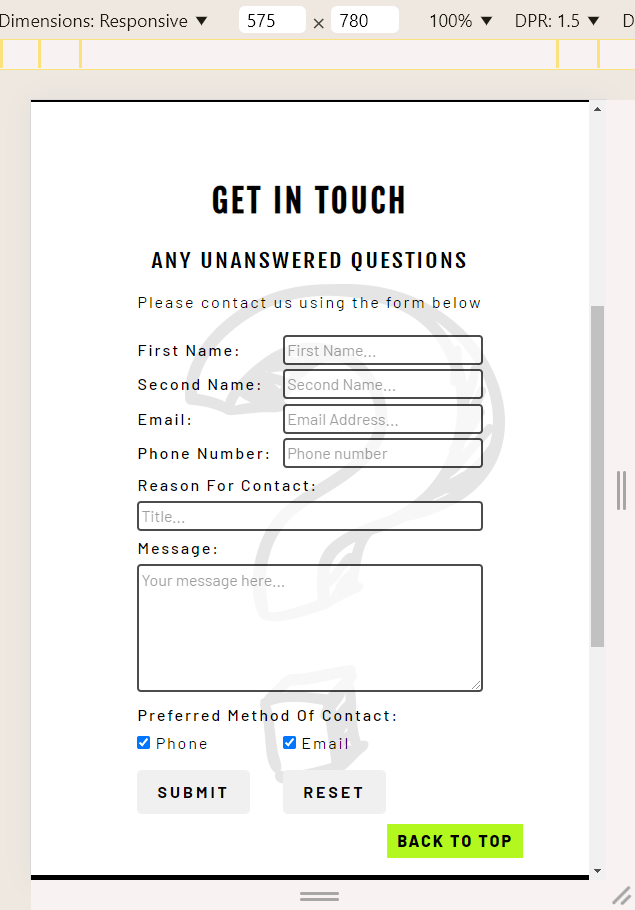 Dimensions: Responsive ▼ 575 × 780 100% ▼ DPR: 1.5 ▼ D
GET IN TOUCH
ANY UNANSWERED QUESTIONS
Please contact us using the form below
First Name: First Name...
Second Name: Second Name...
Email: Email Address...
Phone Number: Phone number
Reason For Contact:
Title...
Message:
Your message here...
Preferred Method Of Contact:
Phone Email
SUBMIT RESET
BACK TO TOP